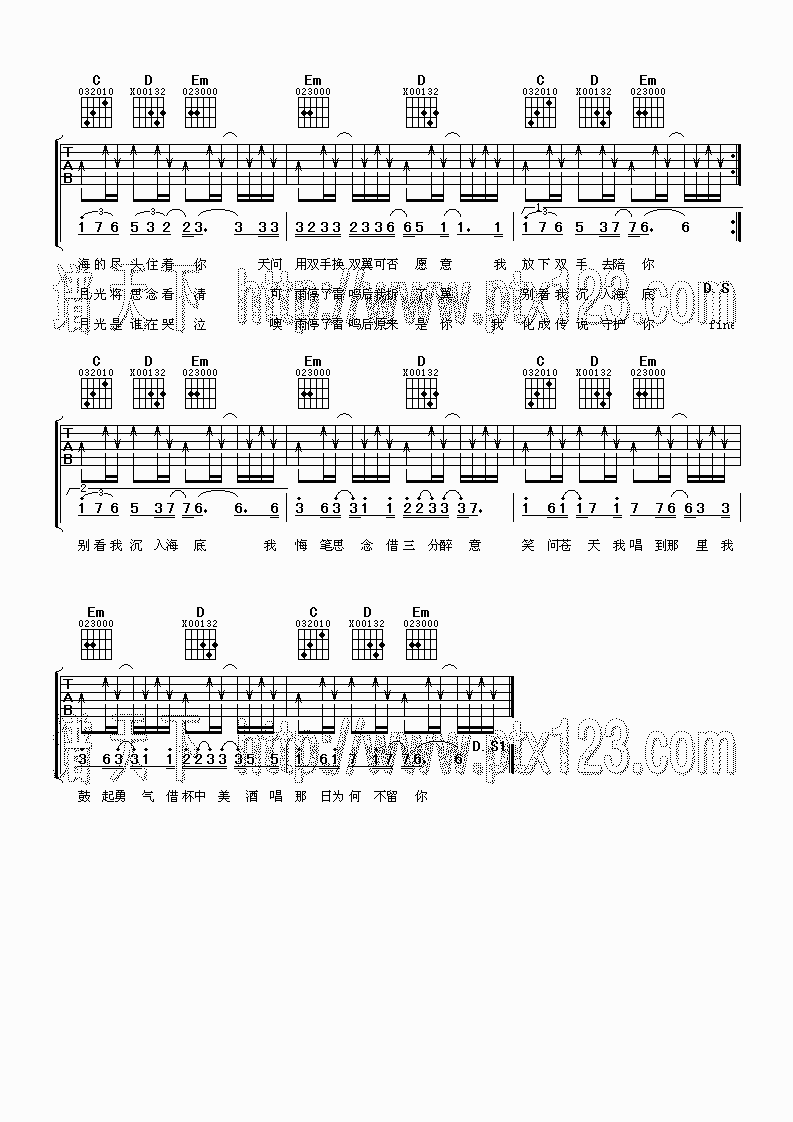 C D Em Em D C D Em
032010 X00132 023000 023000 X00132 032010 X00132 023000
T
A
B
1
3 3 3
1 7 6 5 3 2 2 3. 3 3 3 3 2 3 3 2 3 3 6 6 5 1 1. 1 1 7 6 5 3 7 7 6. 6
海的尽头住着你 天问 用双手换双翼可否愿意 我 放下双手去陪你
月光将思念看清 可 雨停了雷鸣后我折 翼 别看我沉入海底 D.S
月光是谁在哭泣 噢 雨停了雷鸣后原来是你 我 化成传说守护你 fine
http://www.ptx123.com
C D Em Em D C D Em
032010 X00132 023000 023000 X00132 032010 X00132 023000
T
A
B
2
3
1 7 6 5 3 7 7 6. 6. 6 3 6 3 3 1 1 2 2 3 3 3 7. 1 6 1 1 7 1 7 7 6 6 3 3
别看我沉入海底 我 悔笔思念借三分醉意 笑问苍天我唱到那里我
Em D C D Em
023000 X00132 032010 X00132 023000
T
A
B
D.S1
3 6 3 3 1 1 2 2 3 3 3 5 5 1 6 1 7 1 7 7 6. 6
鼓起勇气借杯中美酒唱那日为何不留你
http://www.ptx123.com